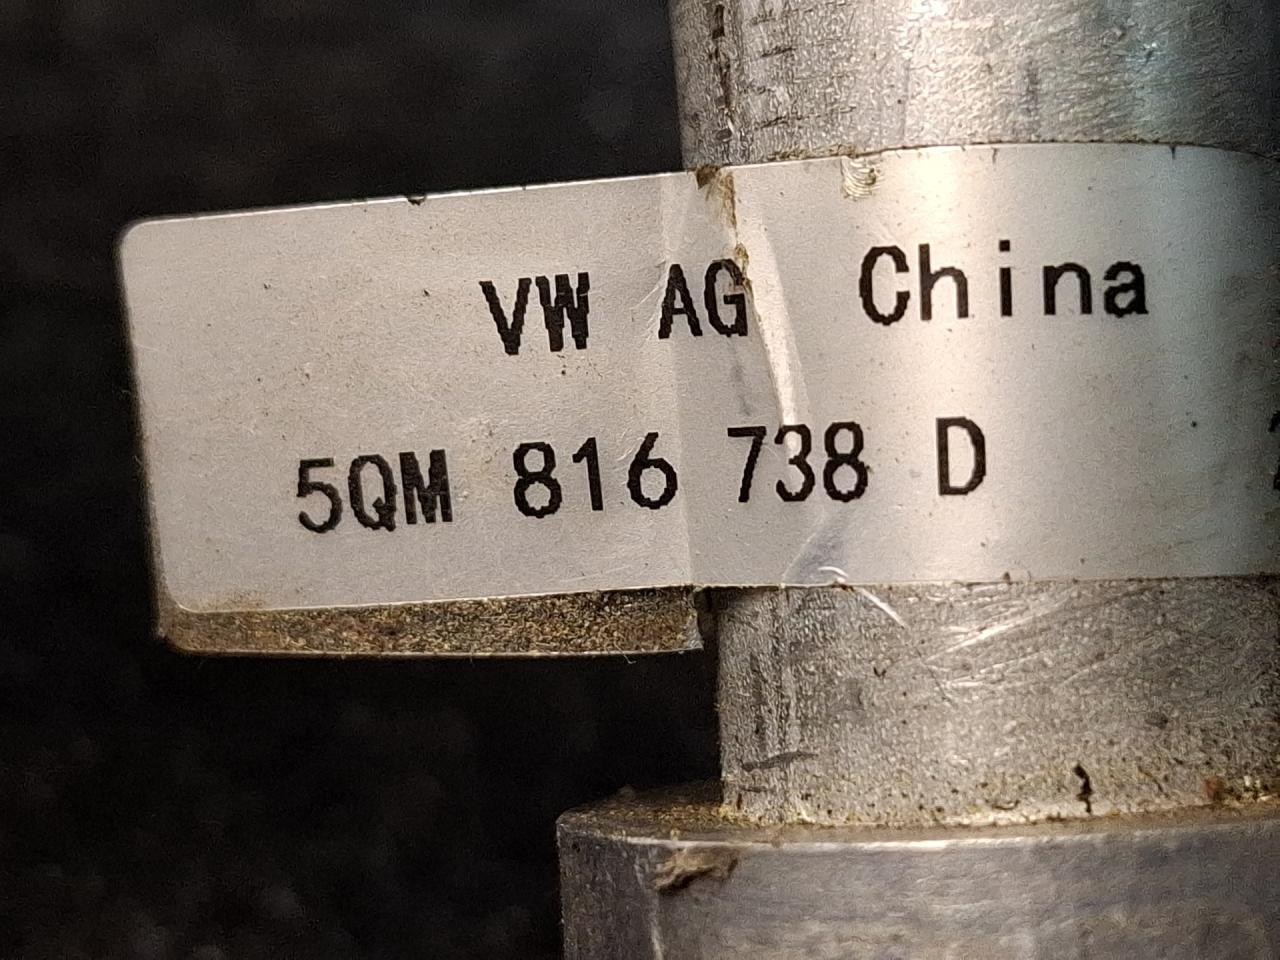 VW AG China
5QM 816 738 D